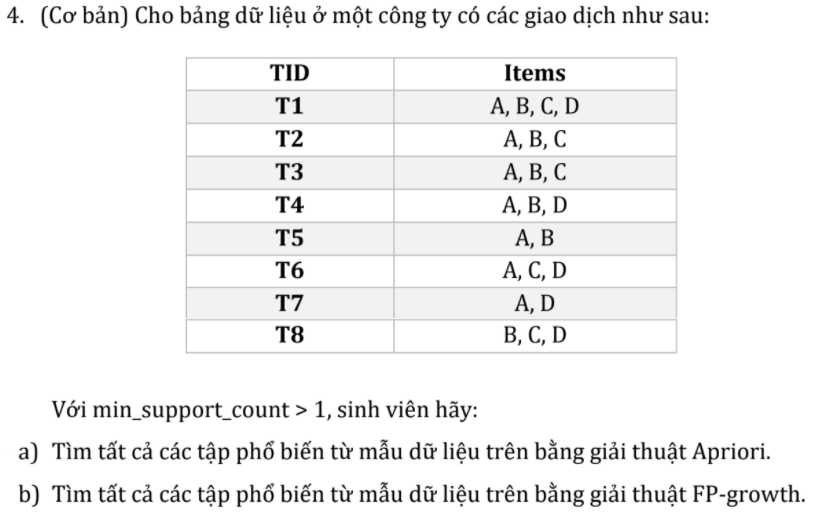 4. (Cơ bản) Cho bảng dữ liệu ở một công ty có các giao dịch như sau:
TID Items
T1 A, B, C, D
T2 A, B, C
T3 A, B, C
T4 A, B, D
T5 A, B
T6 A, C, D
T7 A, D
T8 B, C, D
Với min_support_count > 1, sinh viên hãy:
a) Tìm tất cả các tập phổ biến từ mẫu dữ liệu trên bằng giải thuật Apriori.
b) Tìm tất cả các tập phổ biến từ mẫu dữ liệu trên bằng giải thuật FP-growth.